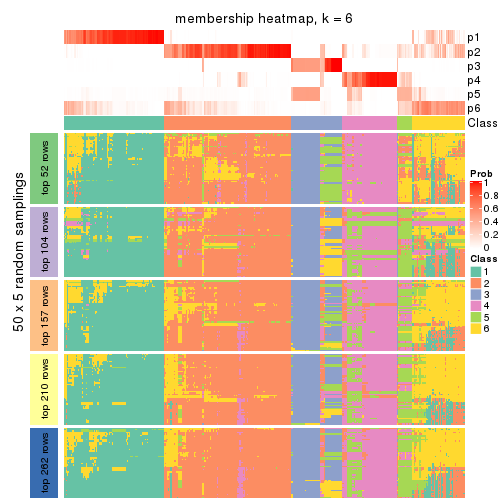 membership heatmap, k = 6
p1
p2
p3
p4
p5
p6
Class
50 x 5 random samplings
top 52 rows
top 104 rows
top 157 rows
top 210 rows
top 262 rows
Prob
1
0.8
0.6
0.4
0.2
0
Class
1
2
3
4
5
6